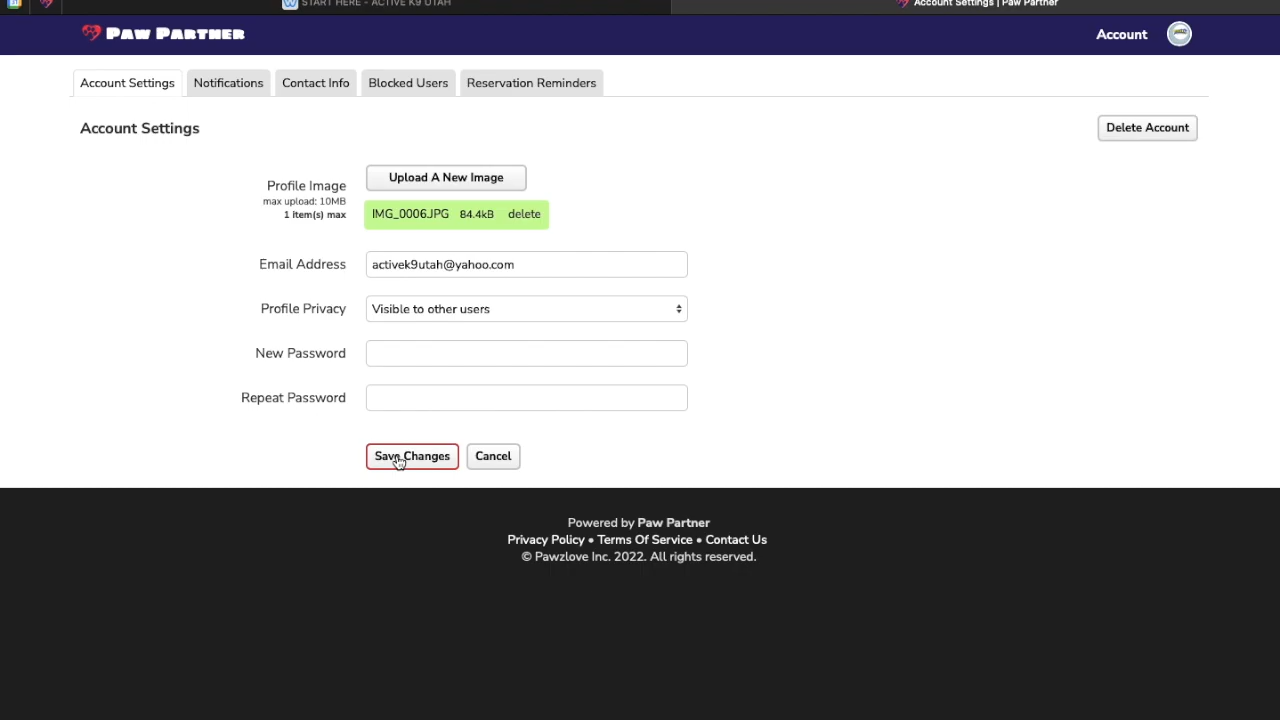 START HERE - ACTIVE K9 UTAH
Account Settings | Paw Partner
Paw Partner
Account
Account Settings
Notifications
Contact Info
Blocked Users
Reservation Reminders
Account Settings
Delete Account
Profile Image
max upload: 10MB
1 item(s) max
Upload A New Image
IMG_0006.JPG 84.4kB delete
Email Address
activek9utah@yahoo.com
Profile Privacy
Visible to other users
New Password
Repeat Password
Save Changes
Cancel
Powered by Paw Partner
Privacy Policy • Terms Of Service • Contact Us
© Pawzlove Inc. 2022. All rights reserved.